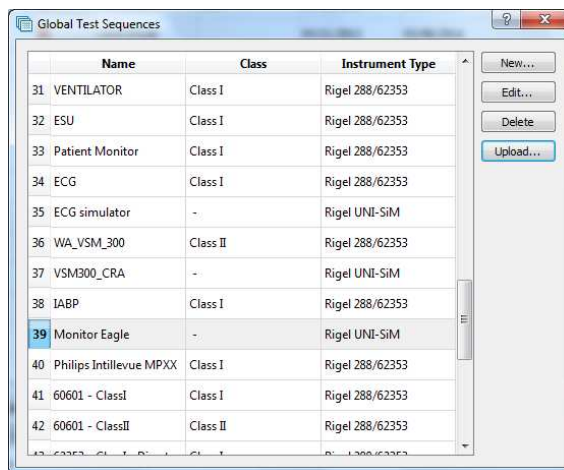 Global Test Sequences
Name Class Instrument Type
31 VENTILATOR Class I Rigel 288/62353
32 ESU Class I Rigel 288/62353
33 Patient Monitor Class I Rigel 288/62353
34 ECG Class I Rigel 288/62353
35 ECG simulator - Rigel UNI-SiM
36 WA_VSM_300 Class II Rigel 288/62353
37 VSM300_CRA - Rigel UNI-SiM
38 IABP Class I Rigel 288/62353
39 Monitor Eagle - Rigel UNI-SiM
40 Philips Intillevue MPXX Class I Rigel 288/62353
41 60601 - ClassI Class I Rigel 288/62353
42 60601 - ClassII Class II Rigel 288/62353
New...
Edit...
Delete
Upload...